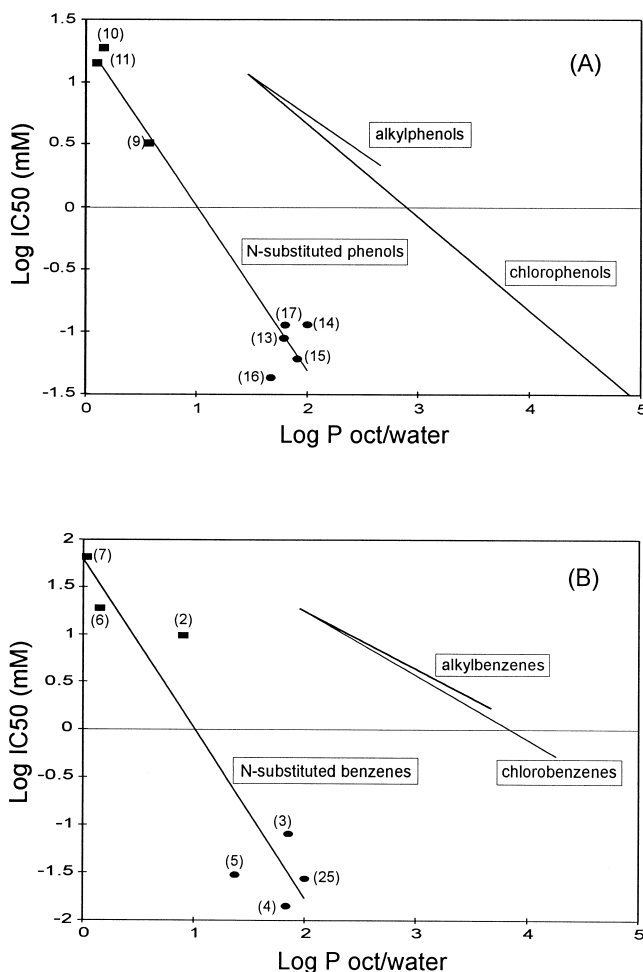 1.5
(10)
(11)
(A)
1
alkylphenols
0.5
(9)
Log IC50 (mM)
0
N-substituted phenols
chlorophenols
-0.5
(17)
(14)
-1
(13)
(15)
(16)
-1.5
0 1 2 3 4 5
Log P oct/water
2
(7)
(B)
1.5
(6)
(2)
1
alkylbenzenes
0.5
Log IC50 (mM)
0
N-substituted benzenes
chlorobenzenes
-0.5
-1
(3)
-1.5
(5)
(25)
(4)
-2
0 1 2 3 4 5
Log P oct/water